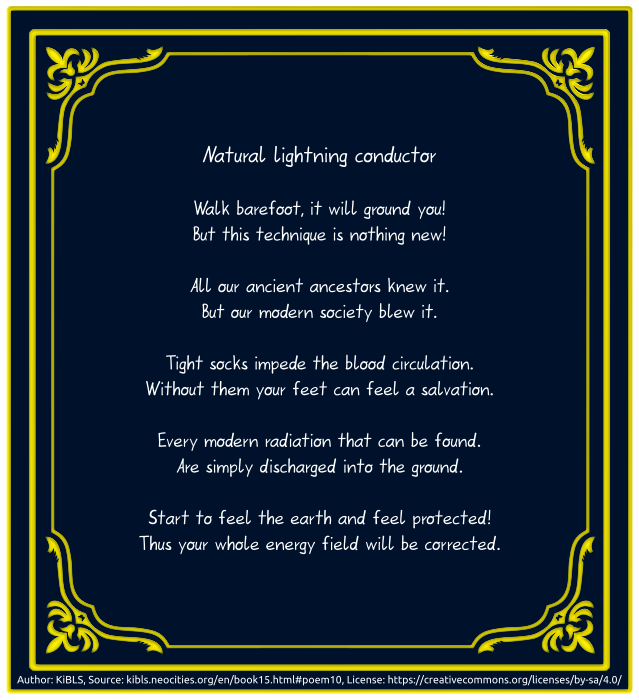 Natural lightning conductor
Walk barefoot, it will ground you!
But this technique is nothing new!
All our ancient ancestors knew it.
But our modern society blew it.
Tight socks impede the blood circulation.
Without them your feet can feel a salvation.
Every modern radiation that can be found.
Are simply discharged into the ground.
Start to feel the earth and feel protected!
Thus your whole energy field will be corrected.
Author: KiBLS, Source: kibls.neocities.org/en/book15.html#poem10, License: https://creativecommons.org/licenses/by-sa/4.0/